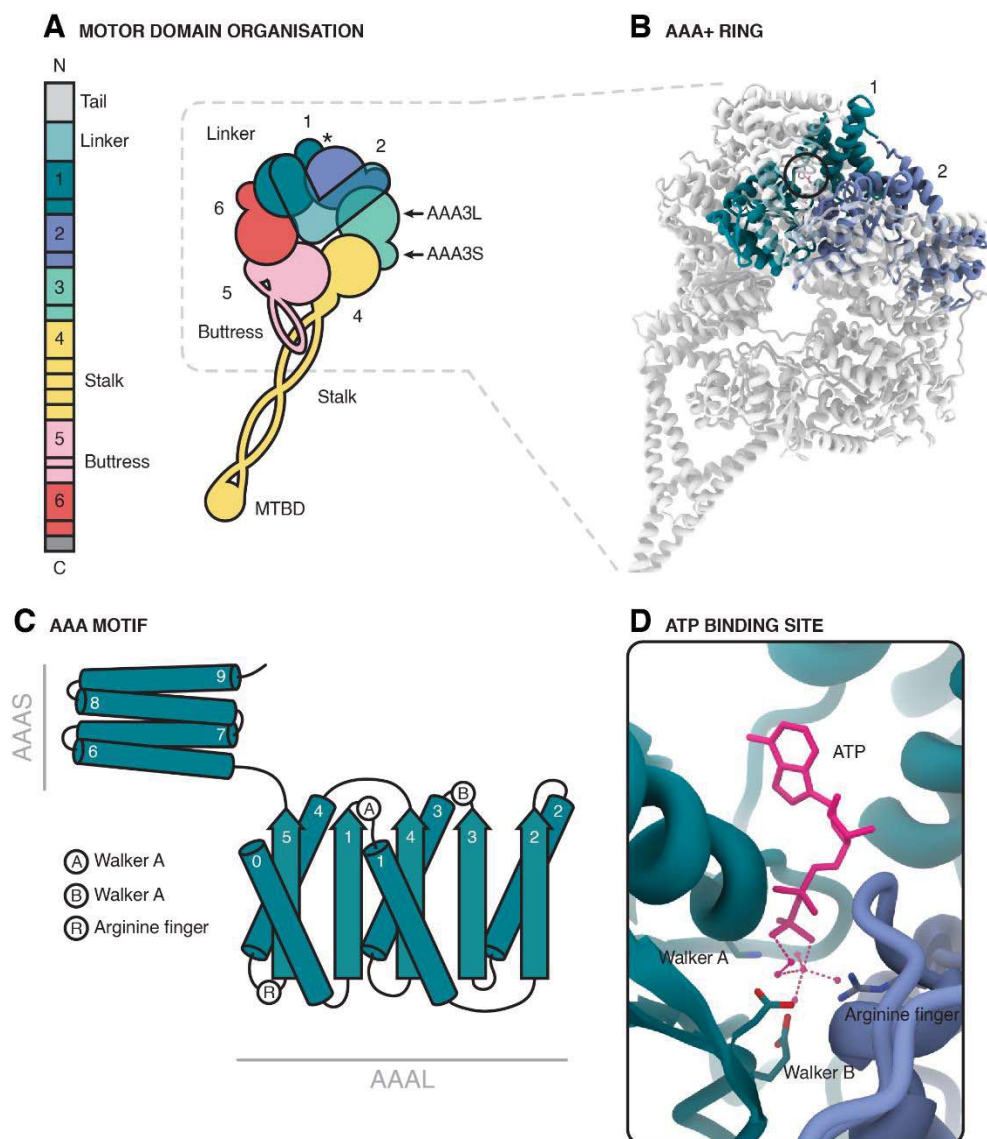 A MOTOR DOMAIN ORGANISATION
N
Tail
Linker
1
2
3
4
Stalk
5
Buttress
6
C
Linker
1
*
2
6
AAA3L
AAA3S
5
4
Buttress
Stalk
MTBD
B AAA+ RING
1
2
C AAA MOTIF
AAAS
9
8
7
6
4
A
3
B
2
5
1
4
3
2
0
1
A Walker A
B Walker A
R Arginine finger
R
AAAL
D ATP BINDING SITE
ATP
Walker A
Arginine finger
Walker B